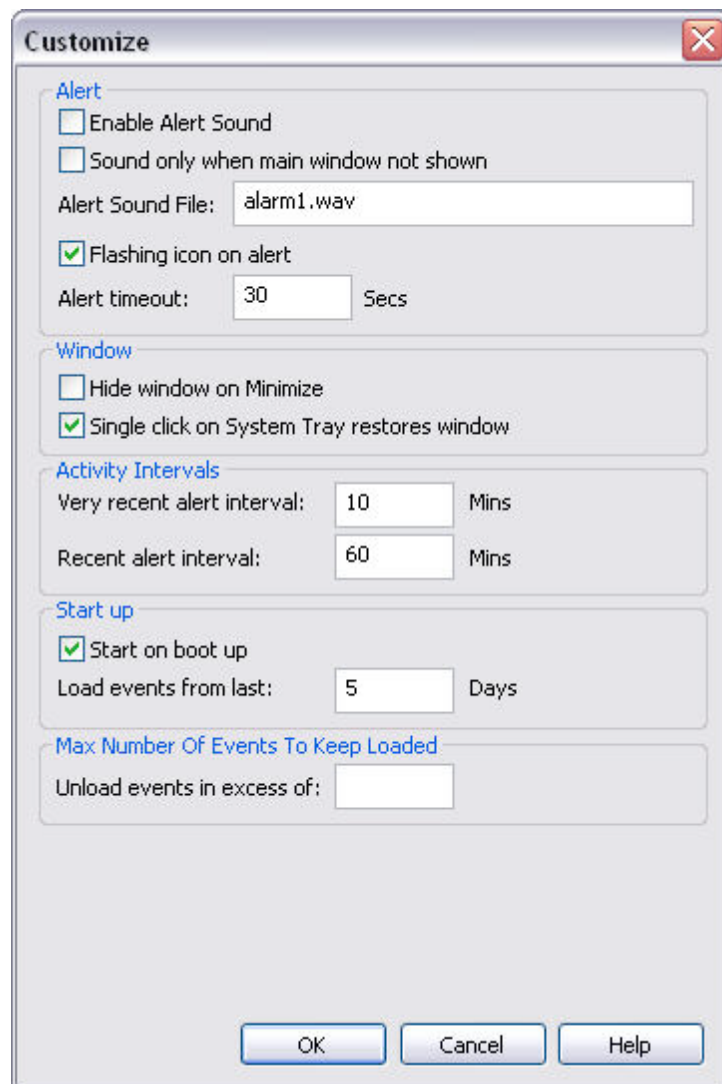 Customize
Alert
Enable Alert Sound
Sound only when main window not shown
Alert Sound File: alarm1.wav
Flashing icon on alert
Alert timeout: 30 Secs
Window
Hide window on Minimize
Single click on System Tray restores window
Activity Intervals
Very recent alert interval: 10 Mins
Recent alert interval: 60 Mins
Start up
Start on boot up
Load events from last: 5 Days
Max Number Of Events To Keep Loaded
Unload events in excess of:
OK Cancel Help